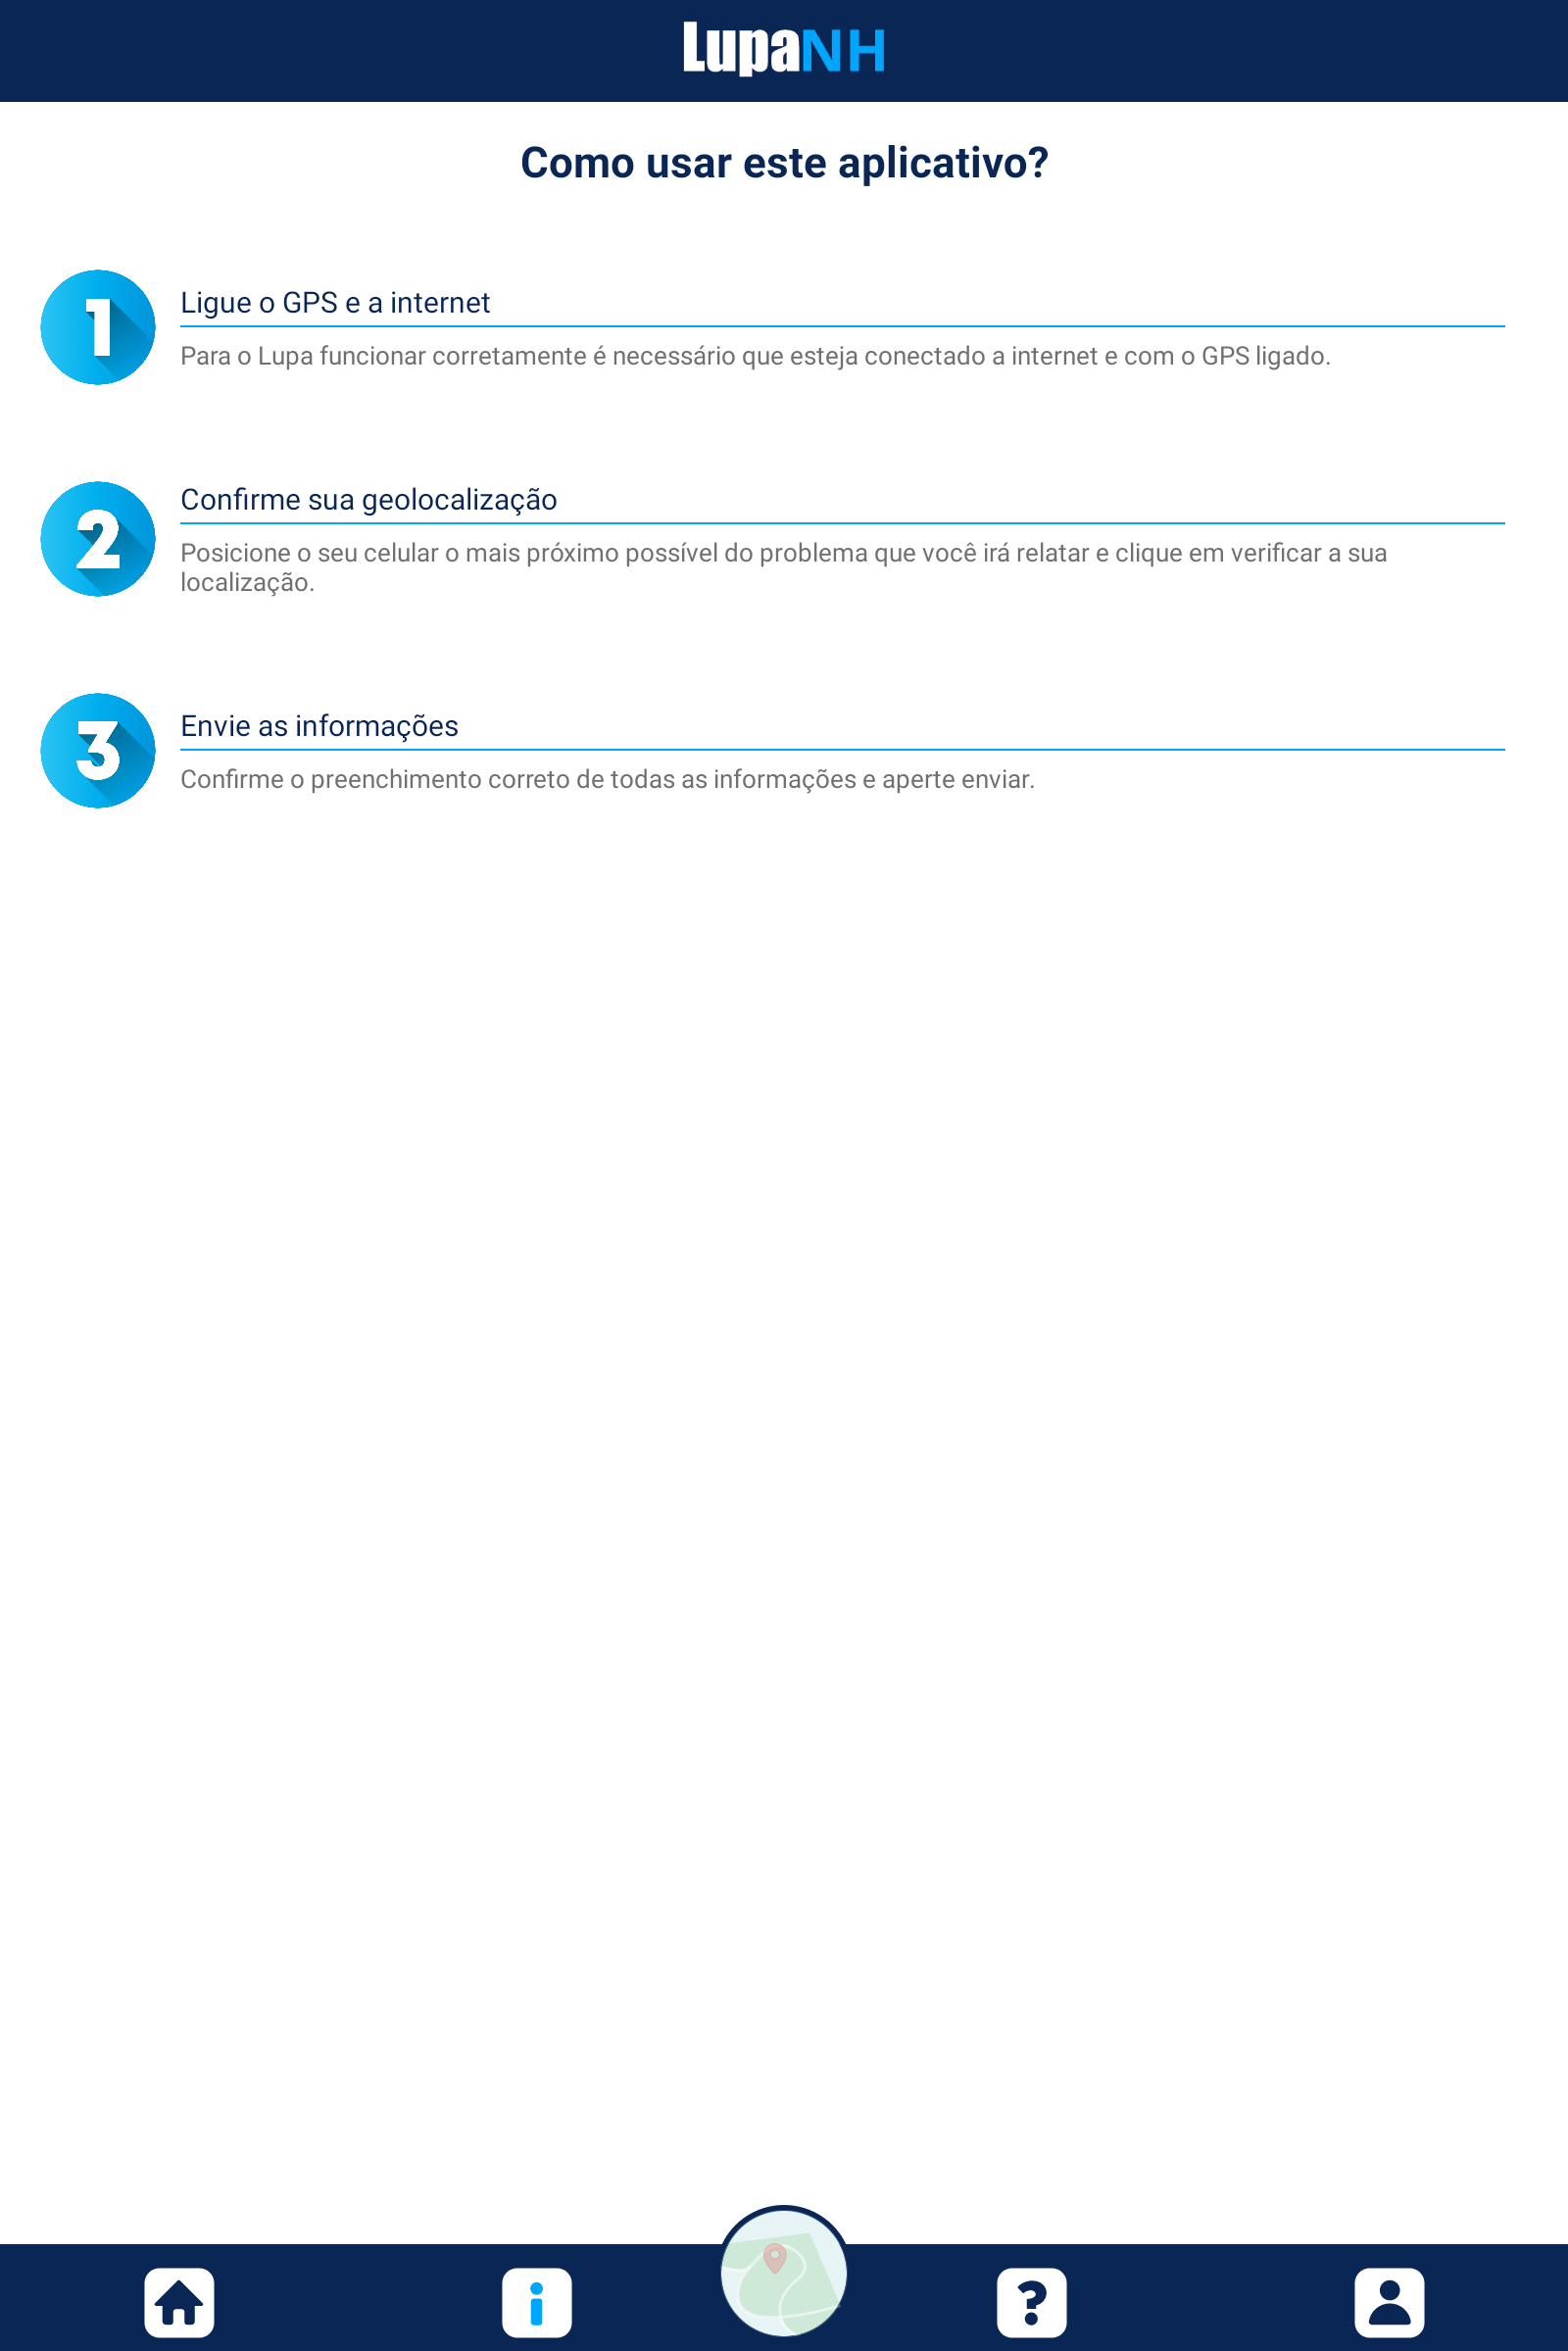 LupaNH
Como usar este aplicativo?
1
Ligue o GPS e a internet
Para o Lupa funcionar corretamente é necessário que esteja conectado a internet e com o GPS ligado.
2
Confirme sua geolocalização
Posicione o seu celular o mais próximo possível do problema que você irá relatar e clique em verificar a sua
localização.
3
Envie as informações
Confirme o preenchimento correto de todas as informações e aperte enviar.